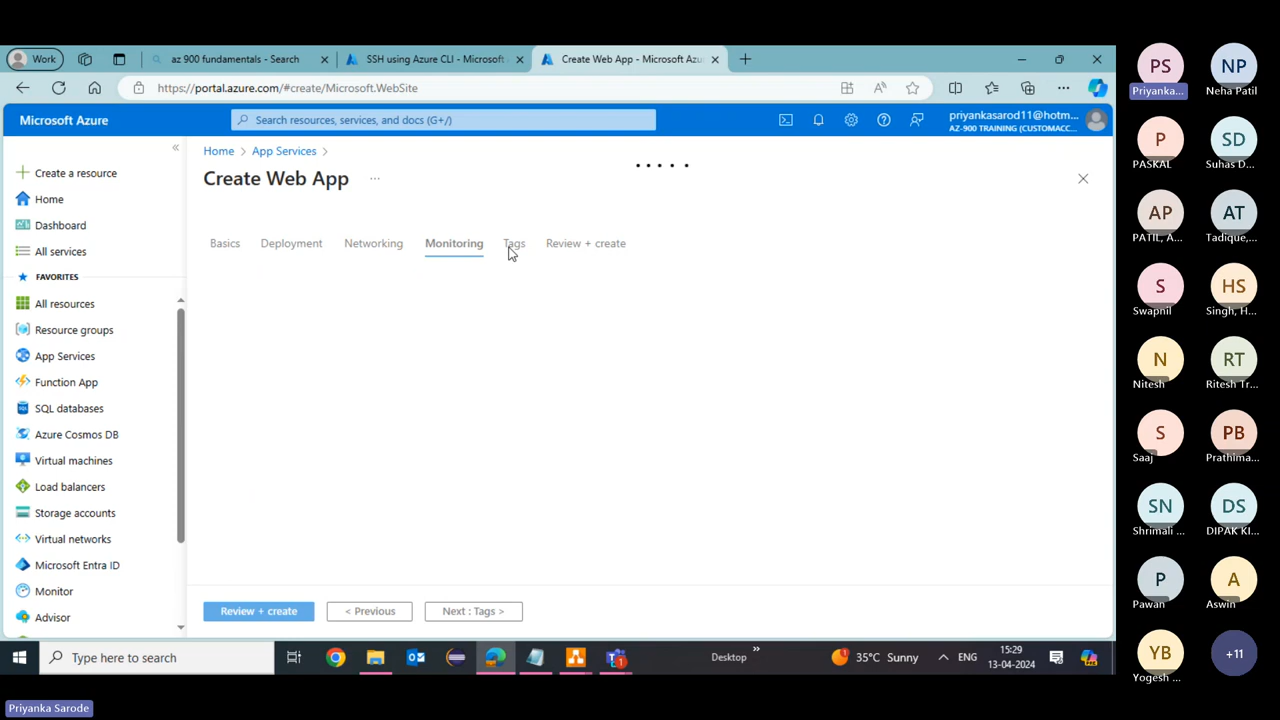 Work
az 900 fundamentals - Search
SSH using Azure CLI - Microsoft
Create Web App - Microsoft Azu
https://portal.azure.com/#create/Microsoft.WebSite
Microsoft Azure
Search resources, services, and docs (G+/)
priyankasarod11@hotm...
AZ-900 TRAINING (CUSTOMACC...
Home > App Services >
Create Web App ...
Create a resource
Home
Dashboard
All services
FAVORITES
All resources
Resource groups
App Services
Function App
SQL databases
Azure Cosmos DB
Virtual machines
Load balancers
Storage accounts
Virtual networks
Microsoft Entra ID
Monitor
Advisor
Basics Deployment Networking Monitoring Tags Review + create
Review + create < Previous Next : Tags >
Type here to search
Desktop
35°C Sunny
ENG
15:29
13-04-2024
1
Priyanka Sarode
PS
Priyanka...
NP
Neha Patil
P
PASKAL
SD
Suhas D...
AP
PATIL, A...
AT
Tadique,...
S
Swapnil
HS
Singh, H...
N
Nitesh
RT
Ritesh Tr...
S
Saaj
PB
Prathima...
SN
Shrimali ...
DS
DIPAK KI...
P
Pawan
A
Aswin
YB
Yogesh ...
+11